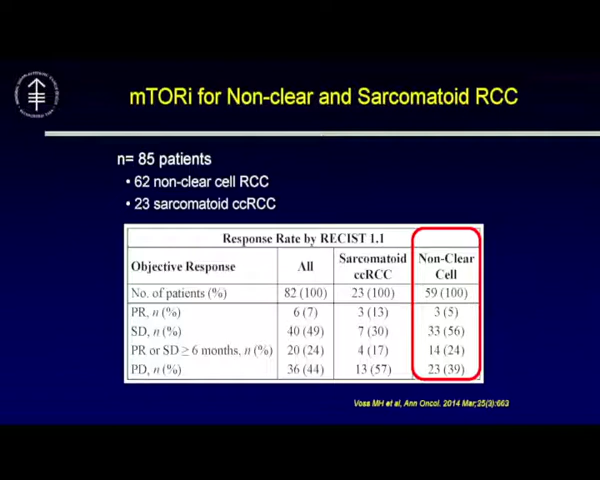 mTORi for Non-clear and Sarcomatoid RCC
n= 85 patients
• 62 non-clear cell RCC
• 23 sarcomatoid ccRCC
Response Rate by RECIST 1.1
Objective Response All Sarcomatoid ccRCC Non-Clear Cell
No. of patients (%) 82 (100) 23 (100) 59 (100)
PR, n (%) 6 (7) 3 (13) 3 (5)
SD, n (%) 40 (49) 7 (30) 33 (56)
PR or SD ≥ 6 months, n (%) 20 (24) 4 (17) 14 (24)
PD, n (%) 36 (44) 13 (57) 23 (39)
Voss MH et al, Ann Oncol. 2014 Mar;25(3):663